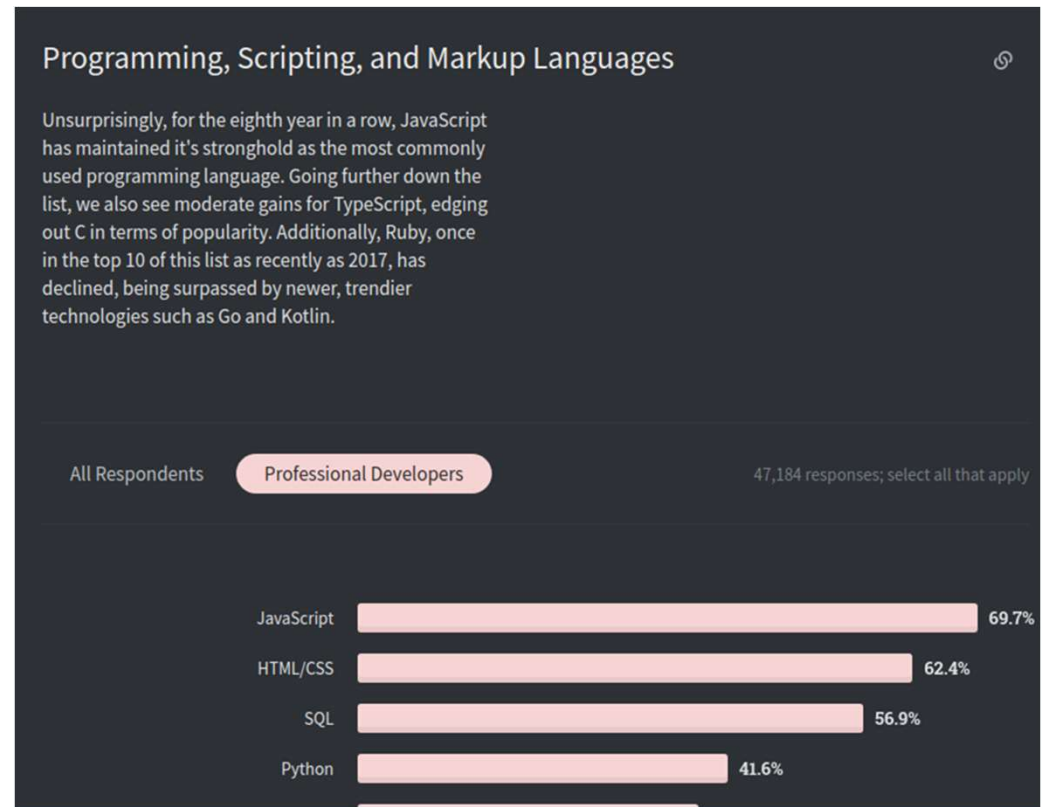 Programming, Scripting, and Markup Languages
Unsurprisingly, for the eighth year in a row, JavaScript
has maintained it's stronghold as the most commonly
used programming language. Going further down the
list, we also see moderate gains for TypeScript, edging
out C in terms of popularity. Additionally, Ruby, once
in the top 10 of this list as recently as 2017, has
declined, being surpassed by newer, trendier
technologies such as Go and Kotlin.
All Respondents Professional Developers 47,184 responses; select all that apply
JavaScript 69.7%
HTML/CSS 62.4%
SQL 56.9%
Python 41.6%